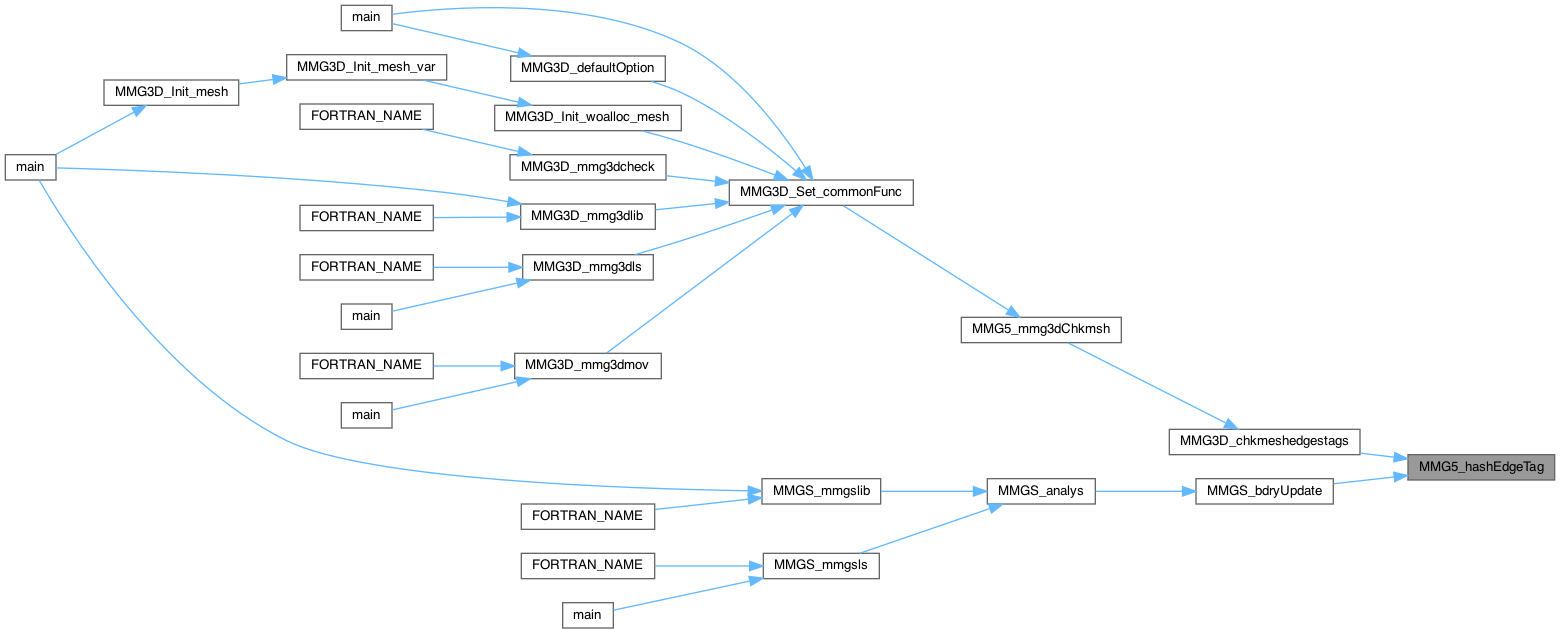 main
MMG3D_defaultOption
MMG3D_Init_mesh_var
MMG3D_Init_mesh
MMG3D_Init_woalloc_mesh
FORTRAN_NAME
main
MMG3D_mmg3dcheck
MMG3D_Set_commonFunc
FORTRAN_NAME
MMG3D_mmg3dlib
FORTRAN_NAME
MMG3D_mmg3dls
main
MMG5_mmg3dChkmsh
FORTRAN_NAME
MMG3D_mmg3dmov
main
MMG3D_chkmeshedgestags
MMG5_hashEdgeTag
MMGS_mmgslib
MMGS_analys
MMGS_bdryUpdate
FORTRAN_NAME
FORTRAN_NAME
MMGS_mmgsls
main